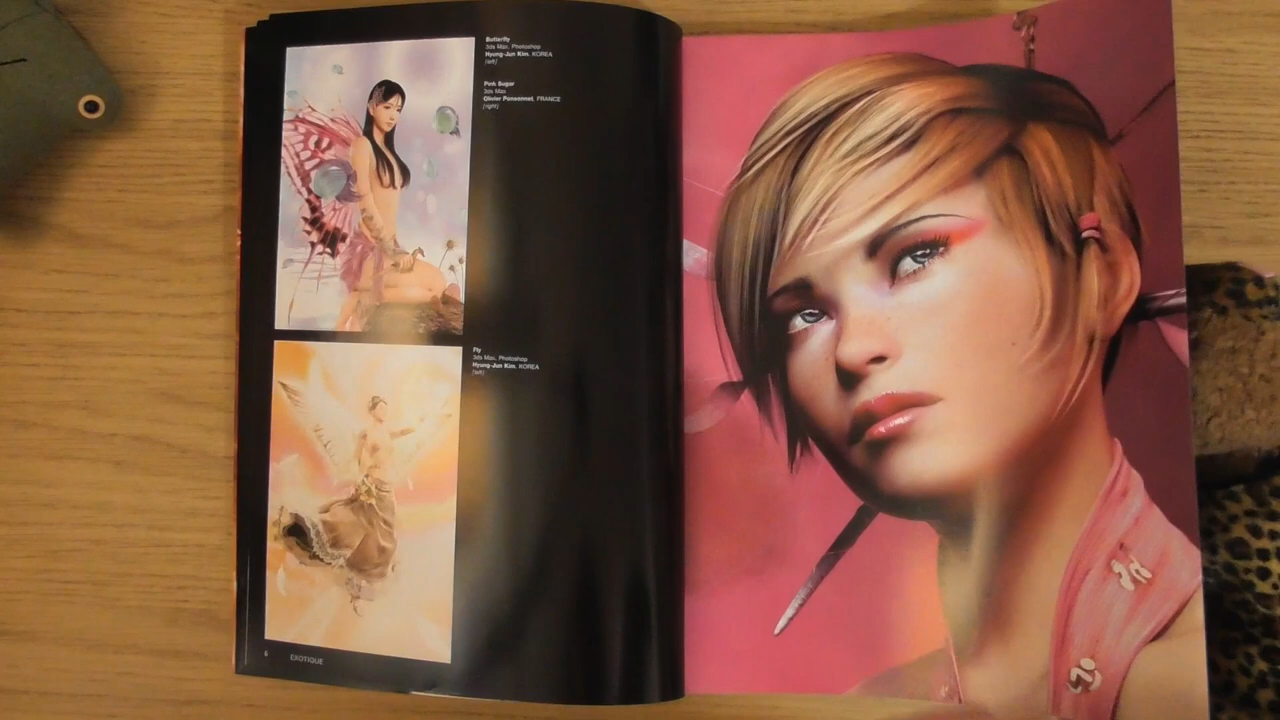 Butterfly
3ds Max, Photoshop
Hyung-Jun Kim, KOREA
[left]
Pink Sugar
3ds Max
Olivier Ponsonnet, FRANCE
[right]
Fly
3ds Max, Photoshop
Hyung-Jun Kim, KOREA
[left]
6
EXOTIQUE